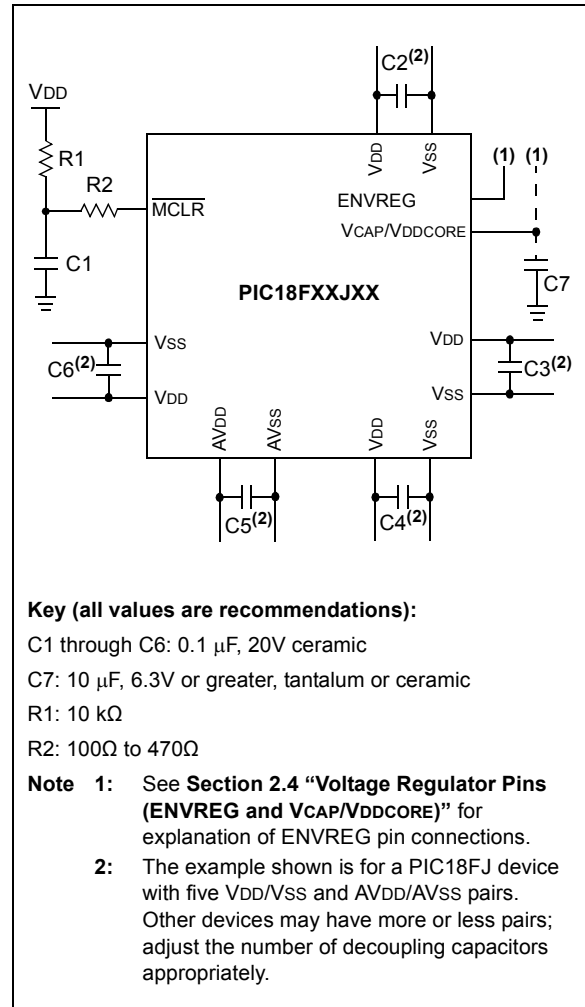 C2(2)
VDD
R1
R2
C1
VDD
VSS
(1) (1)
MCLR
ENVREG
VCAP/VDDCORE
C7
PIC18FXXJXX
VSS
VDD
C6(2)
VDD
VSS
C3(2)
AVDD
AVSS
VDD
VSS
C5(2)
C4(2)
Key (all values are recommendations):
C1 through C6: 0.1 μF, 20V ceramic
C7: 10 μF, 6.3V or greater, tantalum or ceramic
R1: 10 kΩ
R2: 100Ω to 470Ω
Note 1: See Section 2.4 “Voltage Regulator Pins
(ENVREG and VCAP/VDDCORE)” for
explanation of ENVREG pin connections.
2: The example shown is for a PIC18FJ device
with five VDD/VSS and AVDD/AVSS pairs.
Other devices may have more or less pairs;
adjust the number of decoupling capacitors
appropriately.